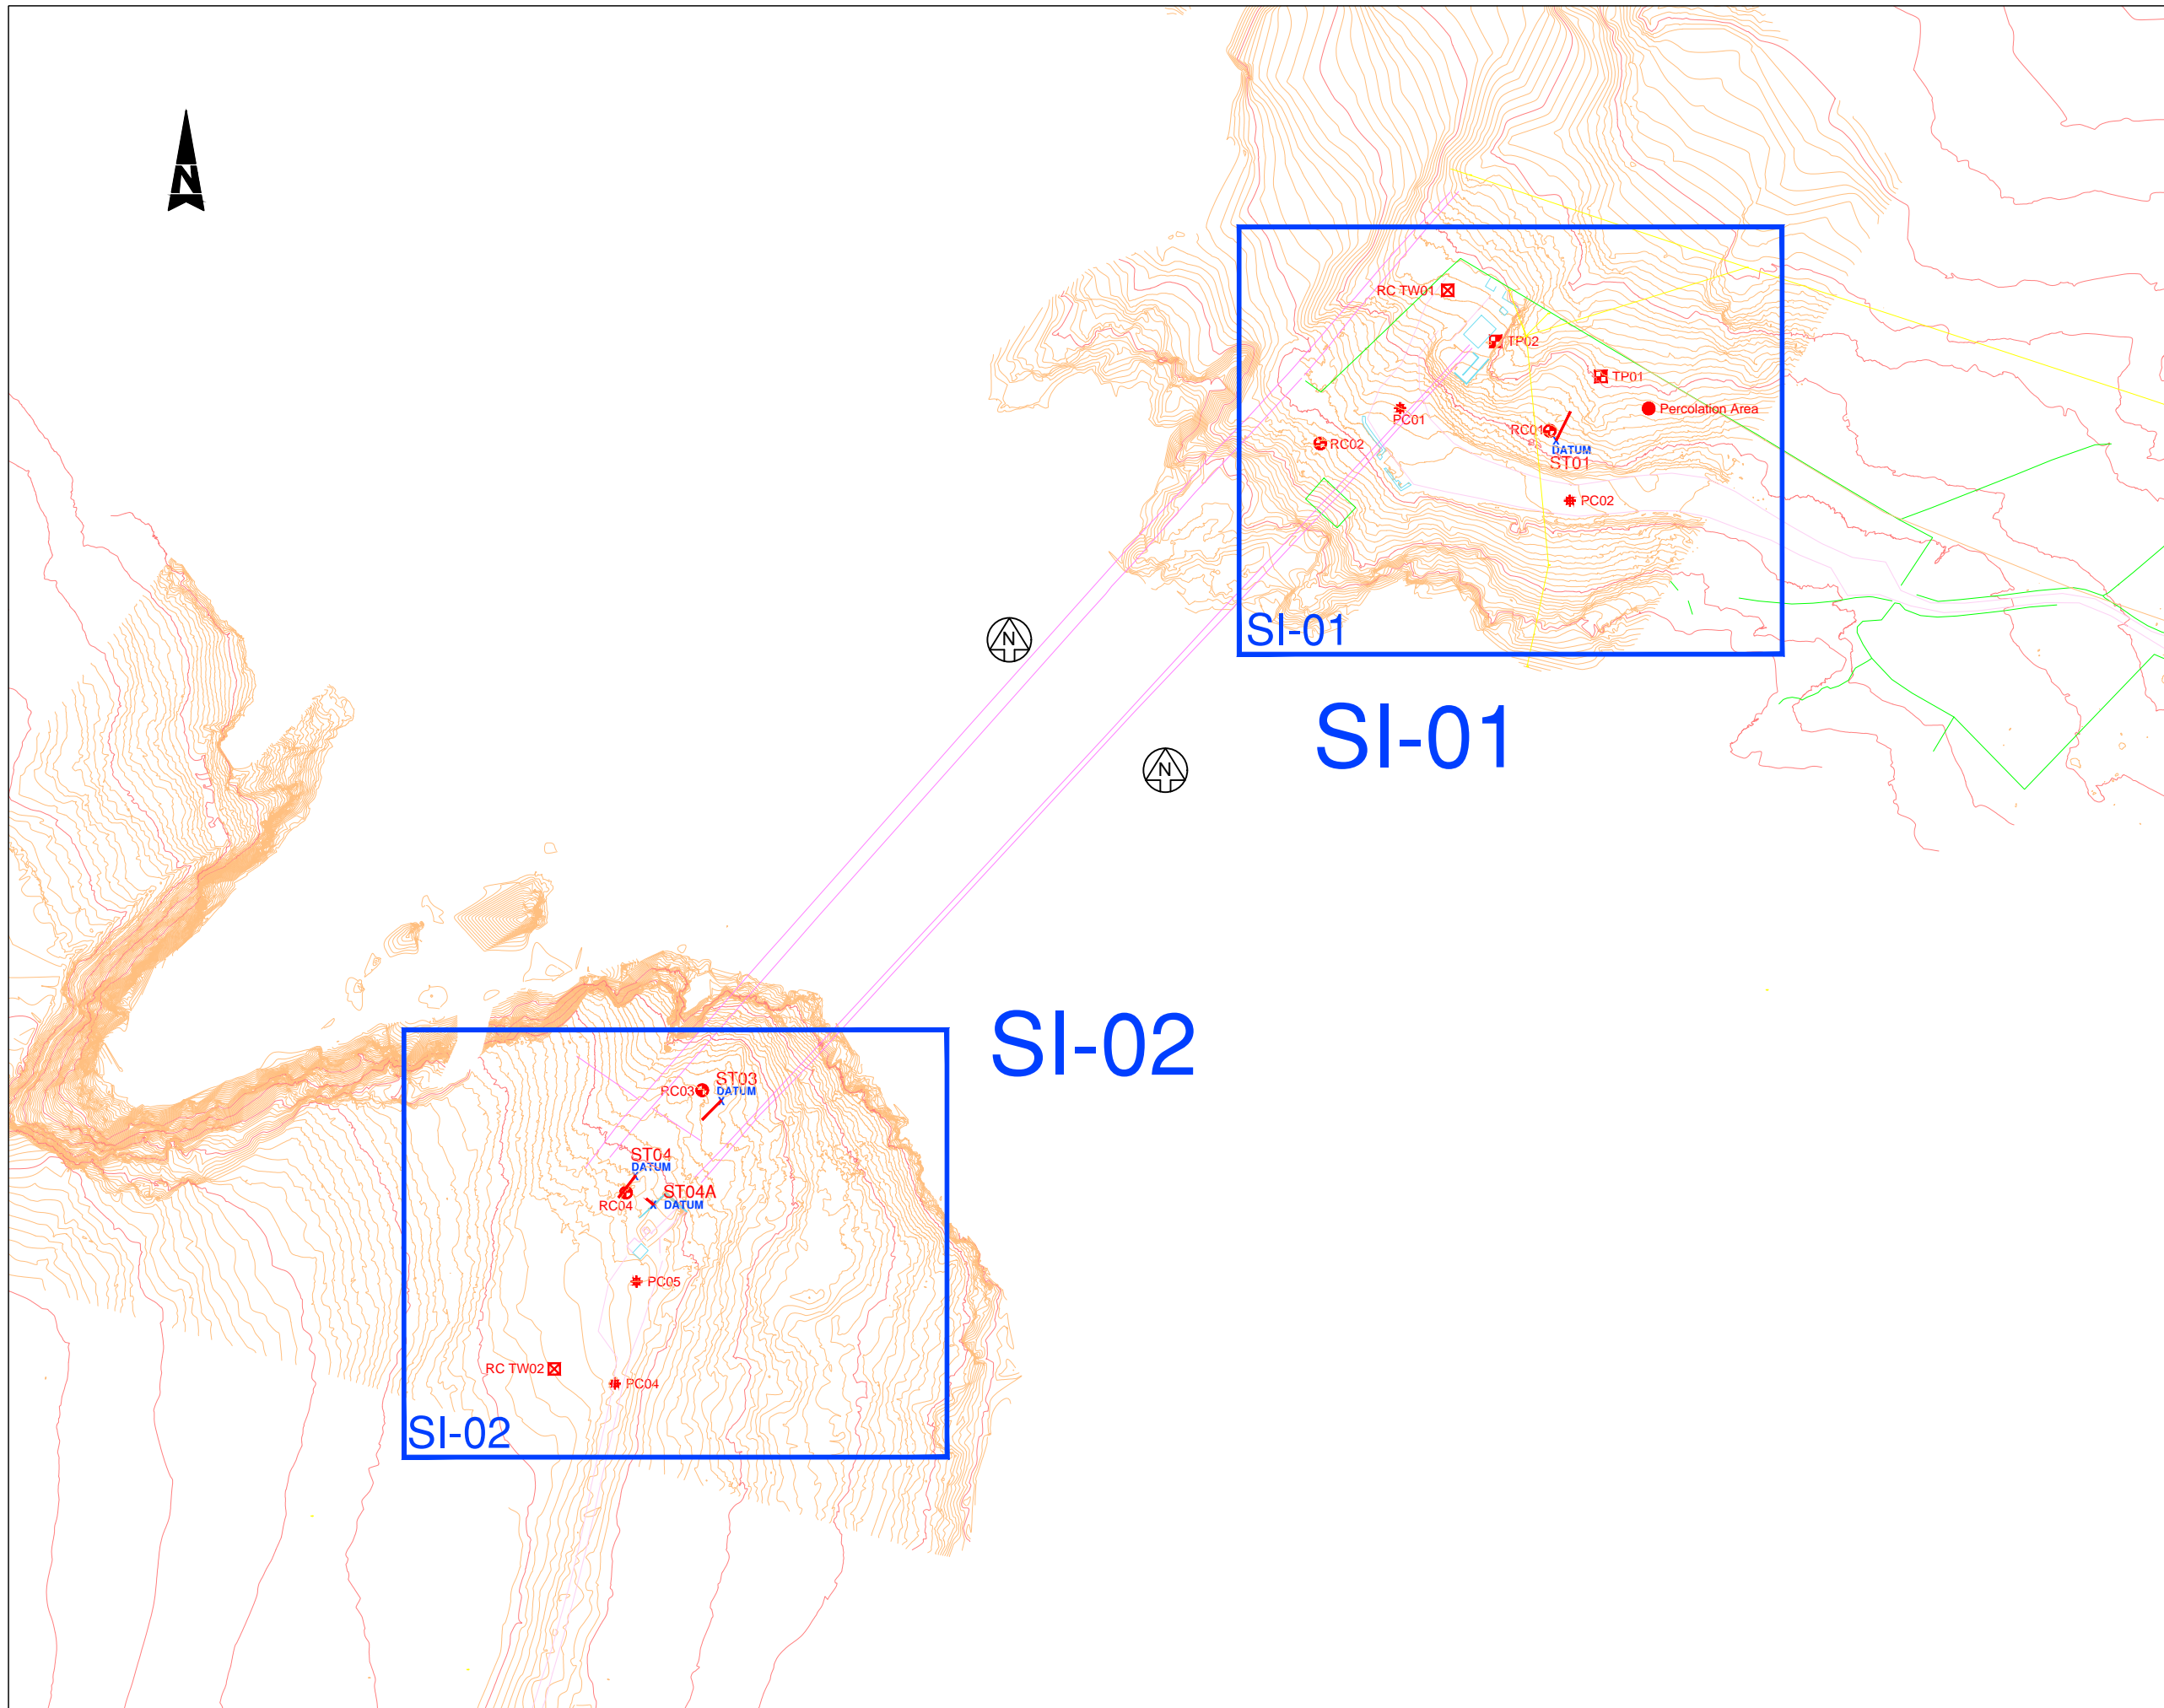 N
RC TW01
TP02
TP01
PC01
Percolation Area
RC01
RC02
DATUM
ST01
PC02
SI-01
N
SI-01
N
SI-02
ST03
RC03
DATUM
X
ST04
DATUM
X
ST04A
RC04
X DATUM
PC05
RC TW02
PC04
SI-02